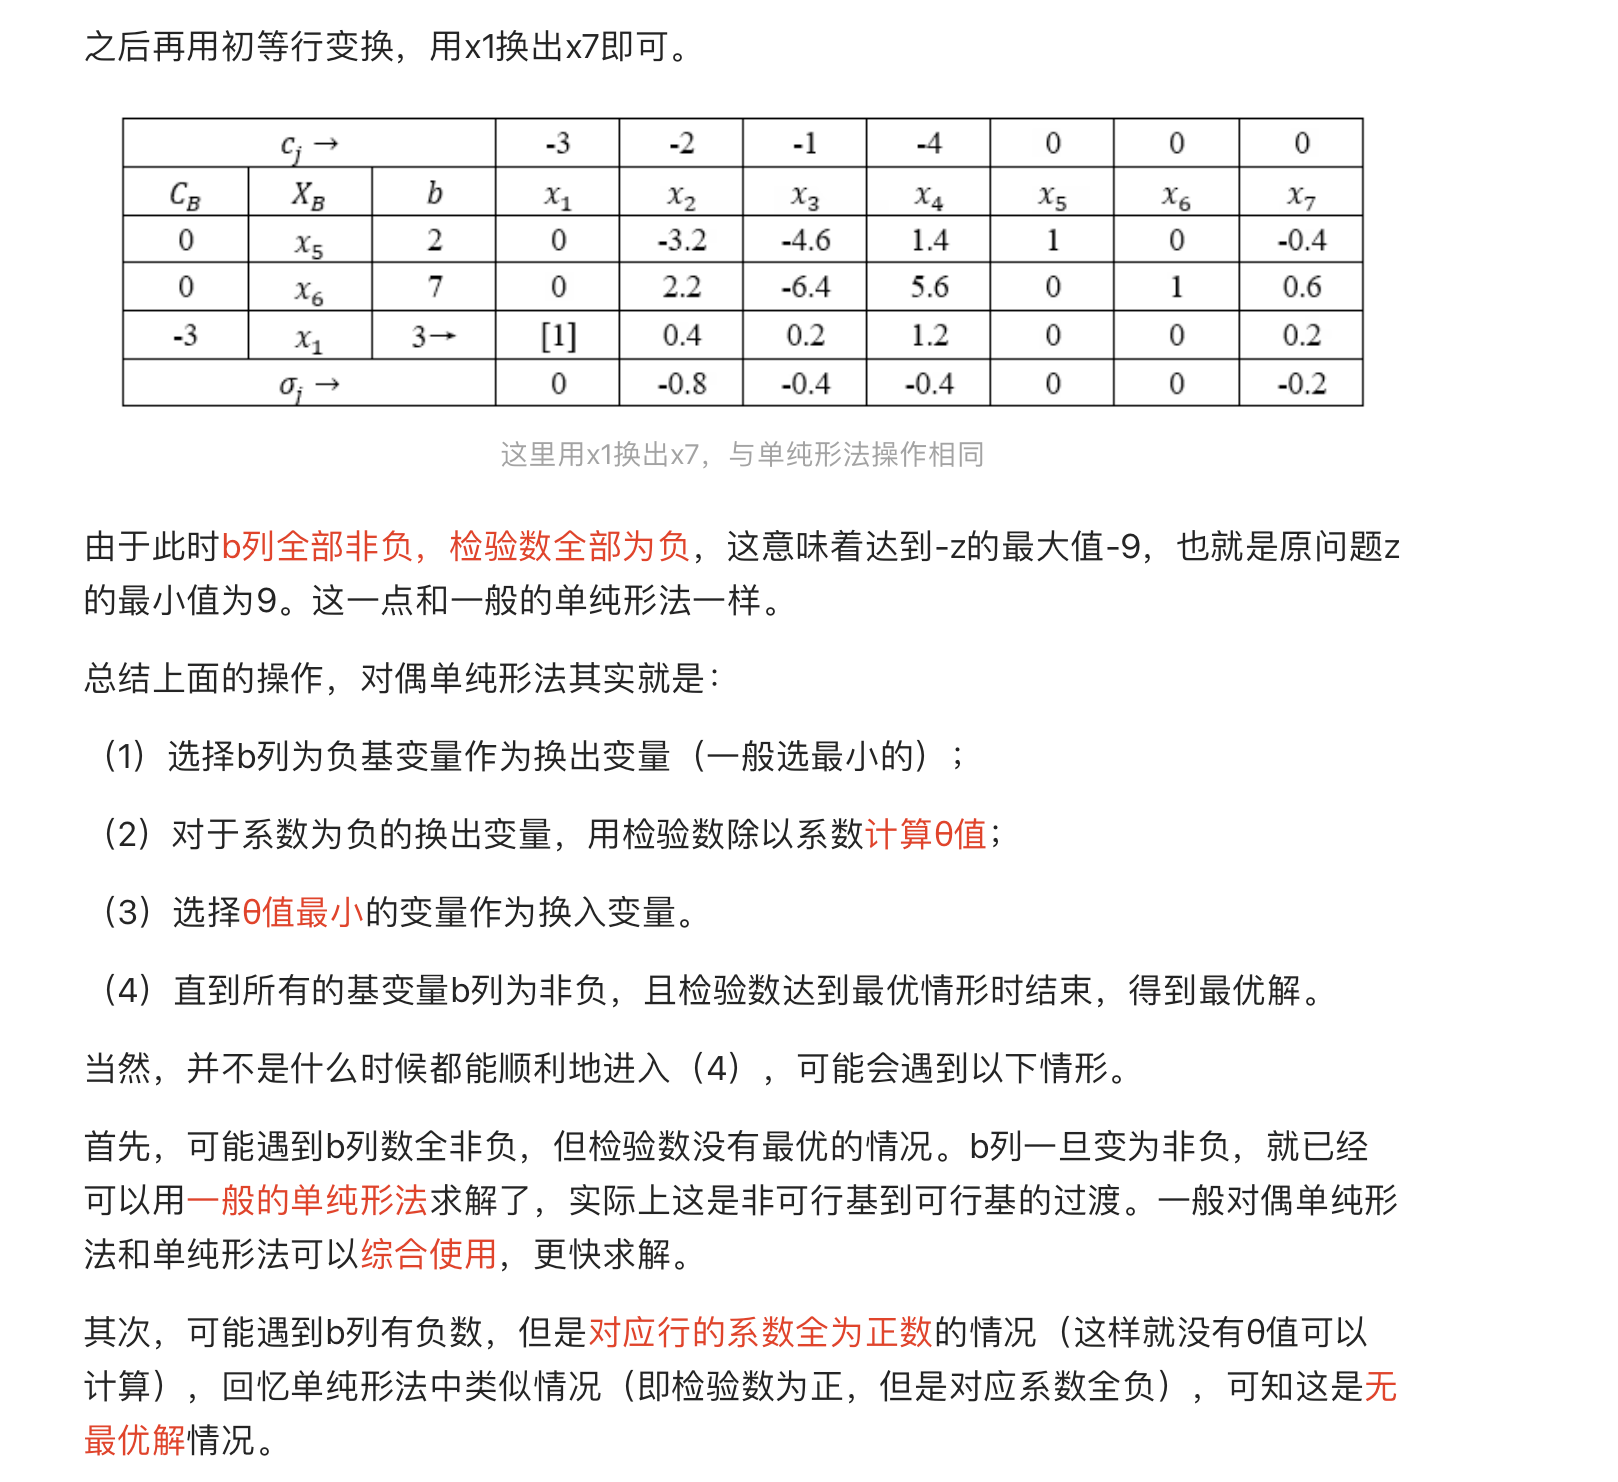 之后再用初等行变换，用x1换出x7即可。
c_j → -3 -2 -1 -4 0 0 0
C_B X_B b x_1 x_2 x_3 x_4 x_5 x_6 x_7
0 x_5 2 0 -3.2 -4.6 1.4 1 0 -0.4
0 x_6 7 0 2.2 -6.4 5.6 0 1 0.6
-3 x_1 3→ [1] 0.4 0.2 1.2 0 0 0.2
σ_j → 0 -0.8 -0.4 -0.4 0 0 -0.2
这里用x1换出x7，与单纯形法操作相同
由于此时b列全部非负，检验数全部为负，这意味着达到-z的最大值-9，也就是原问题z
的最小值为9。这一点和一般的单纯形法一样。
总结上面的操作，对偶单纯形法其实就是：
（1）选择b列为负基变量作为换出变量（一般选最小的）；
（2）对于系数为负的换出变量，用检验数除以系数计算θ值；
（3）选择θ值最小的变量作为换入变量。
（4）直到所有的基变量b列为非负，且检验数达到最优情形时结束，得到最优解。
当然，并不是什么时候都能顺利地进入（4），可能会遇到以下情形。
首先，可能遇到b列数全非负，但检验数没有最优的情况。b列一旦变为非负，就已经
可以用一般的单纯形法求解了，实际上这是非可行基到可行基的过渡。一般对偶单纯形
法和单纯形法可以综合使用，更快求解。
其次，可能遇到b列有负数，但是对应行的系数全为正数的情况（这样就没有θ值可以
计算），回忆单纯形法中类似情况（即检验数为正，但是对应系数全负），可知这是无
最优解情况。